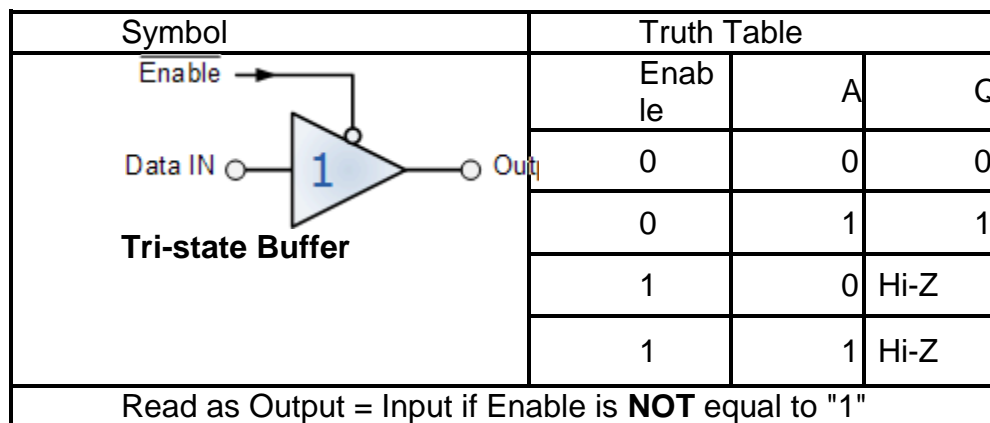 Symbol
Truth Table
Enable
Data IN
1
Tri-state Buffer
Enab
le
A
0
0
0
0
1
1
1
0
Hi-Z
1
1
Hi-Z
Read as Output = Input if Enable is NOT equal to "1"